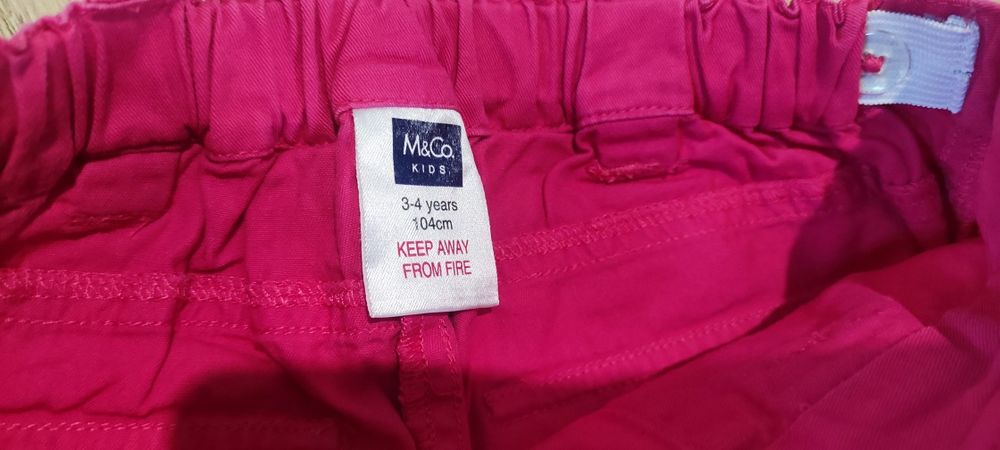 M&Co.
KIDS
3-4 years
104cm
KEEP AWAY
FROM FIRE